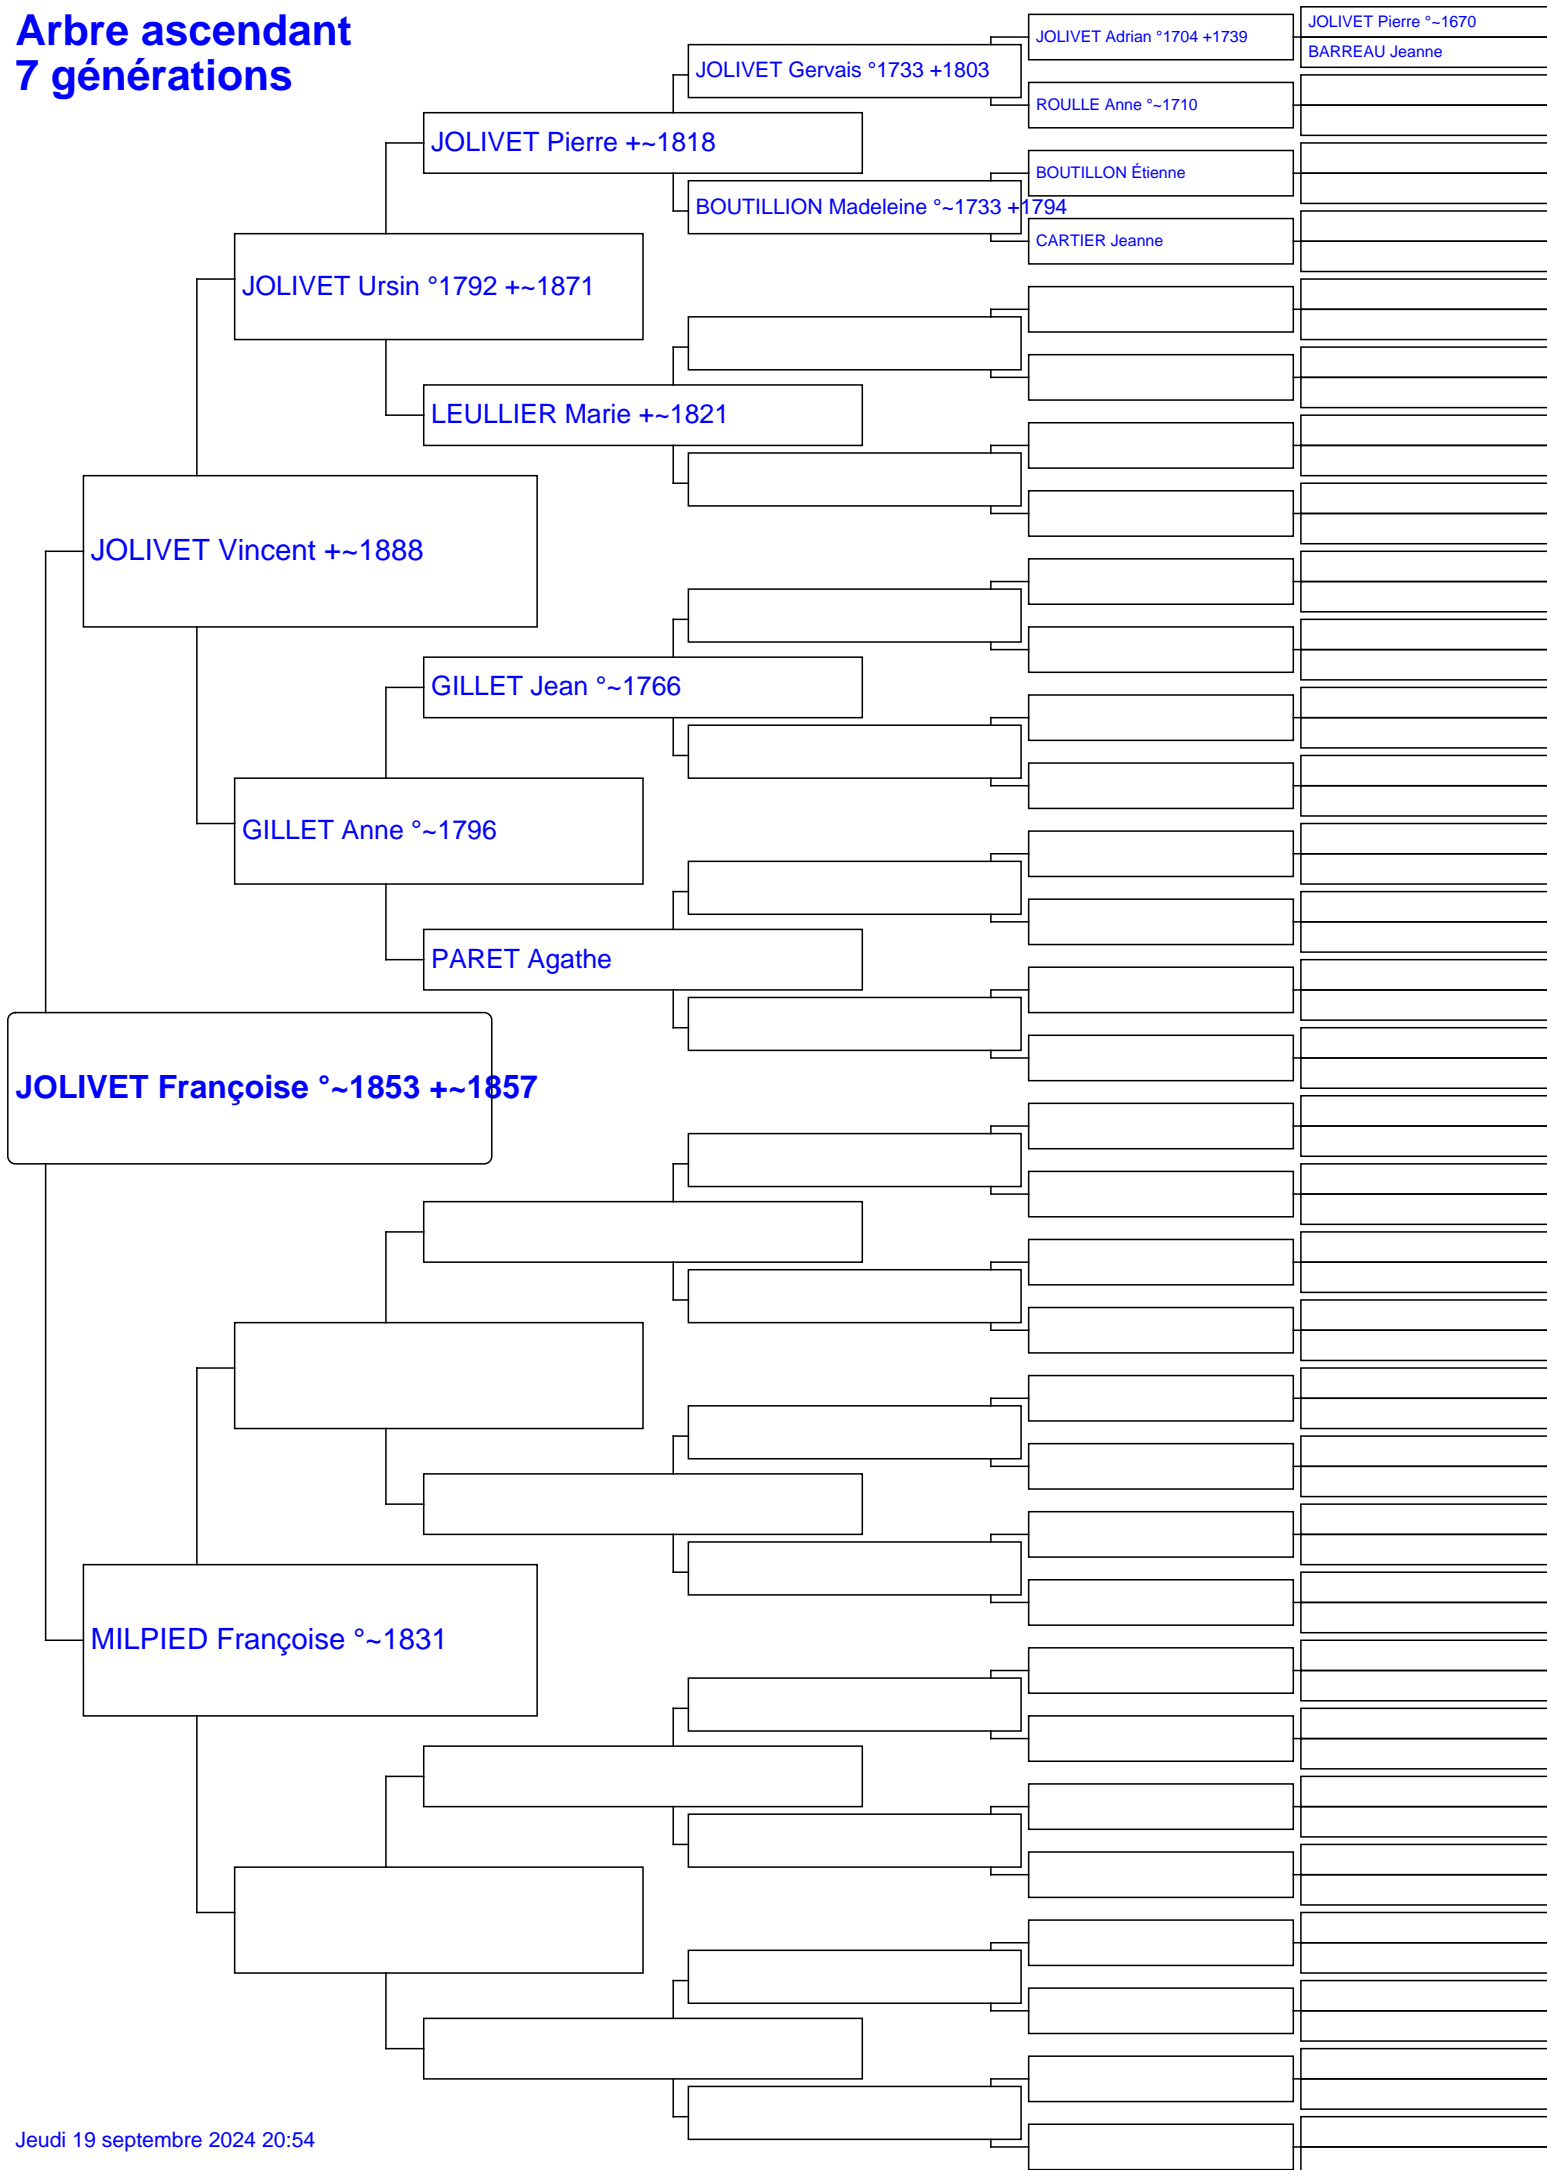 Arbre ascendant
7 générations
JOLIVET Pierre °~1670
JOLIVET Adrian °1704 +1739
BARREAU Jeanne
JOLIVET Gervais °1733 +1803
ROULLE Anne °~1710
JOLIVET Pierre +~1818
BOUTILLON Étienne
BOUTILLION Madeleine °~1733 +1794
CARTIER Jeanne
JOLIVET Ursin °1792 +~1871
LEULLIER Marie +~1821
JOLIVET Vincent +~1888
GILLET Jean °~1766
GILLET Anne °~1796
PARET Agathe
JOLIVET Françoise °~1853 +~1857
MILPIED Françoise °~1831
Jeudi 19 septembre 2024 20:54